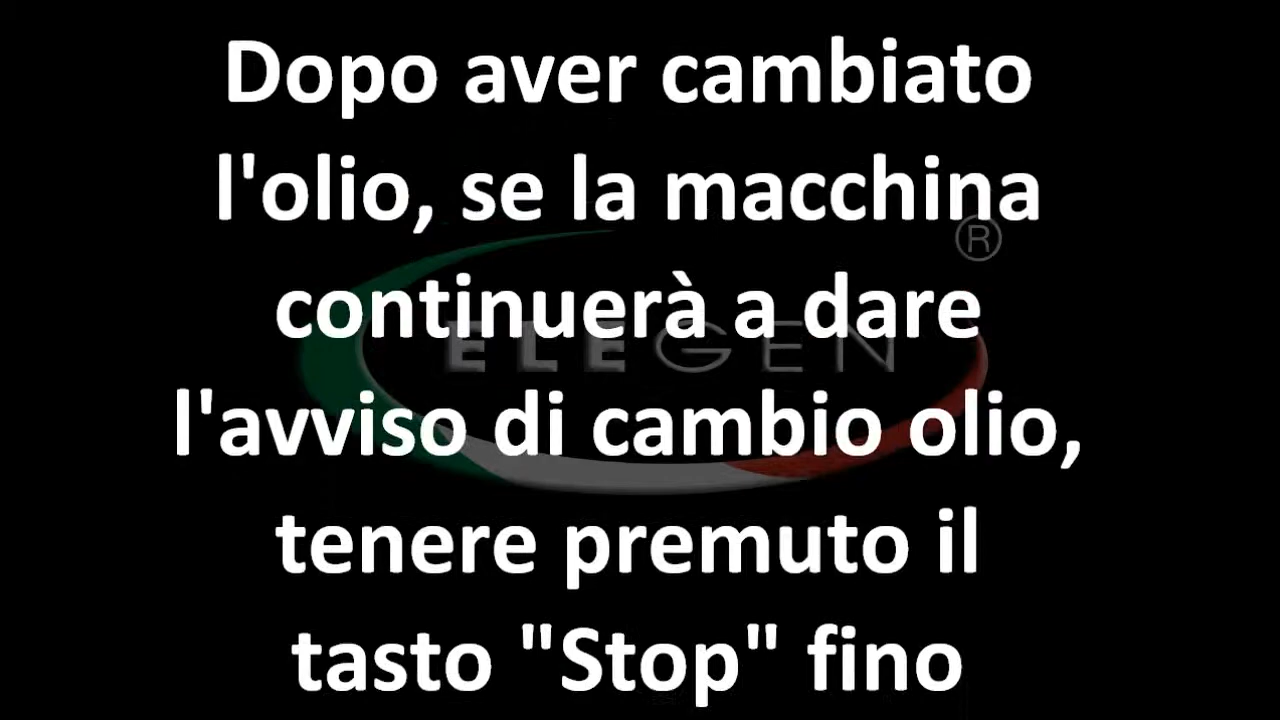 Dopo aver cambiato
l'olio, se la macchina
®
continuerà a dare
ELEGEN
l'avviso di cambio olio,
tenere premuto il
tasto "Stop" fino